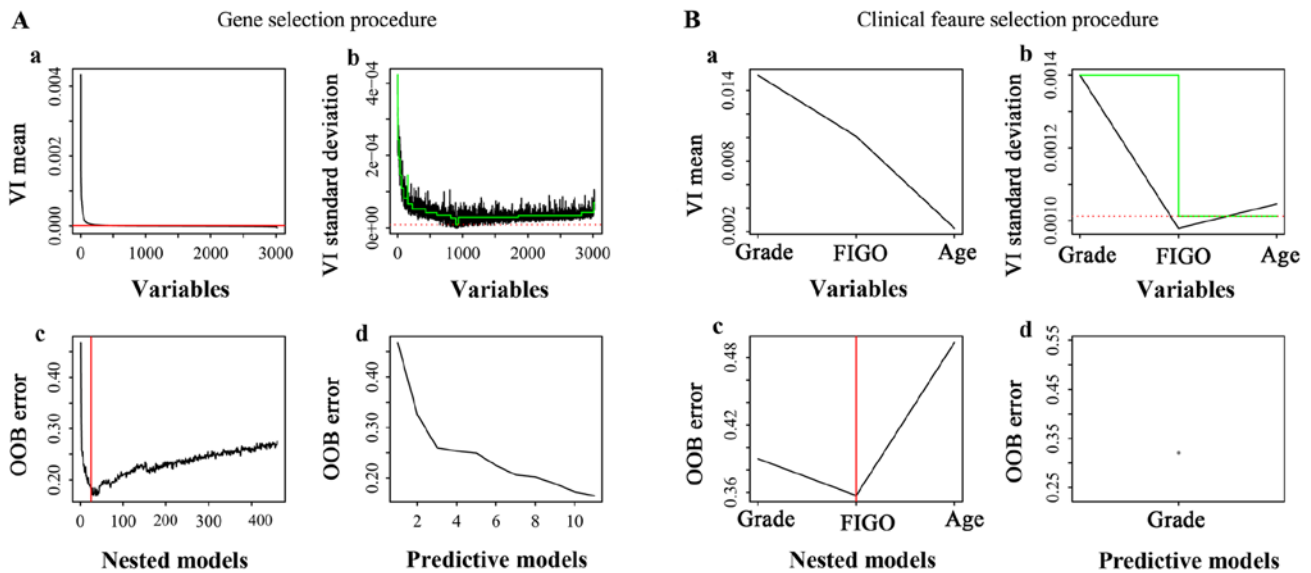 A Gene selection procedure
B Clinical feaure selection procedure
a
VI mean
0.004
0.002
0.000
0 1000 2000 3000
Variables
b
VI standard deviation
4e−04
2e−04
0e+00
0 1000 2000 3000
Variables
a
VI mean
0.014
0.008
0.002
Grade FIGO Age
Variables
b
VI standard deviation
0.0014
0.0012
0.0010
Grade FIGO Age
Variables
c
OOB error
0.40
0.30
0.20
0 100 200 300 400
Nested models
d
OOB error
0.40
0.30
0.20
2 4 6 8 10
Predictive models
c
OOB error
0.48
0.42
0.36
Grade FIGO Age
Nested models
d
OOB error
0.55
0.45
0.35
0.25
Grade
Predictive models